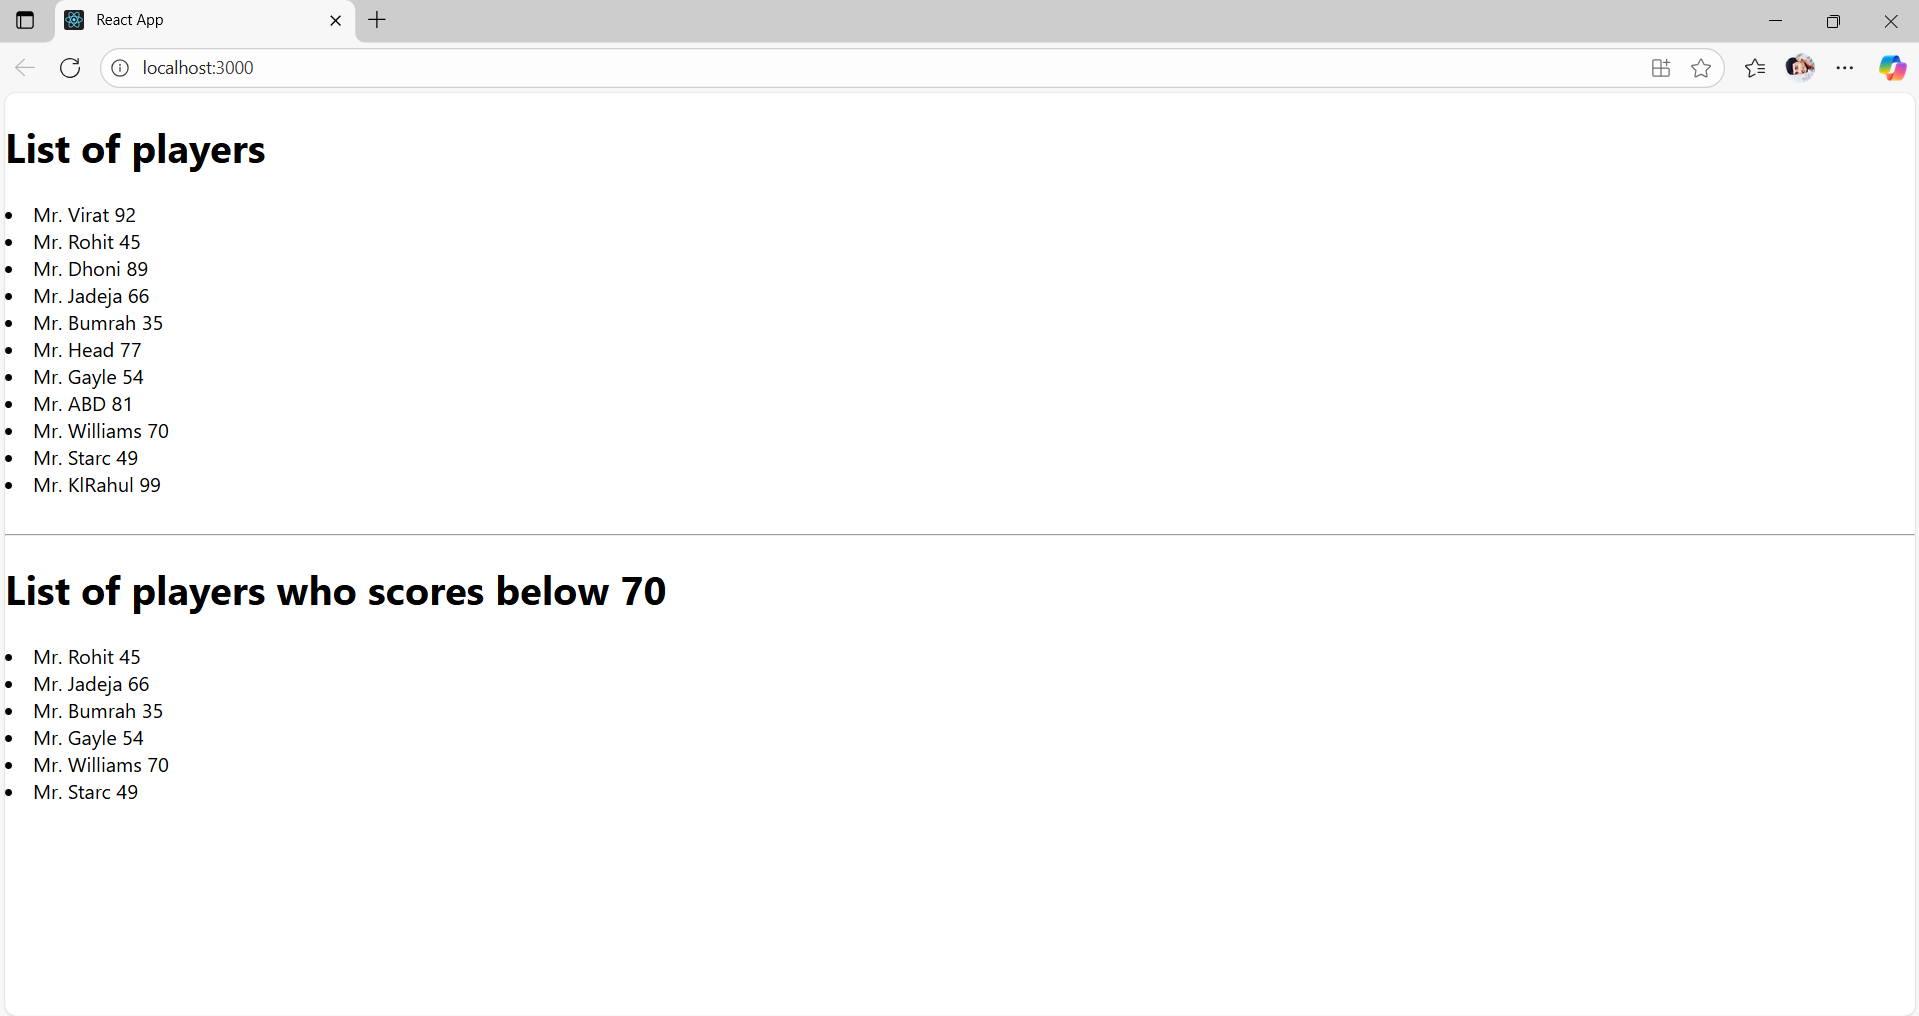 React App
localhost:3000
List of players
Mr. Virat 92
Mr. Rohit 45
Mr. Dhoni 89
Mr. Jadeja 66
Mr. Bumrah 35
Mr. Head 77
Mr. Gayle 54
Mr. ABD 81
Mr. Williams 70
Mr. Starc 49
Mr. KlRahul 99
List of players who scores below 70
Mr. Rohit 45
Mr. Jadeja 66
Mr. Bumrah 35
Mr. Gayle 54
Mr. Williams 70
Mr. Starc 49